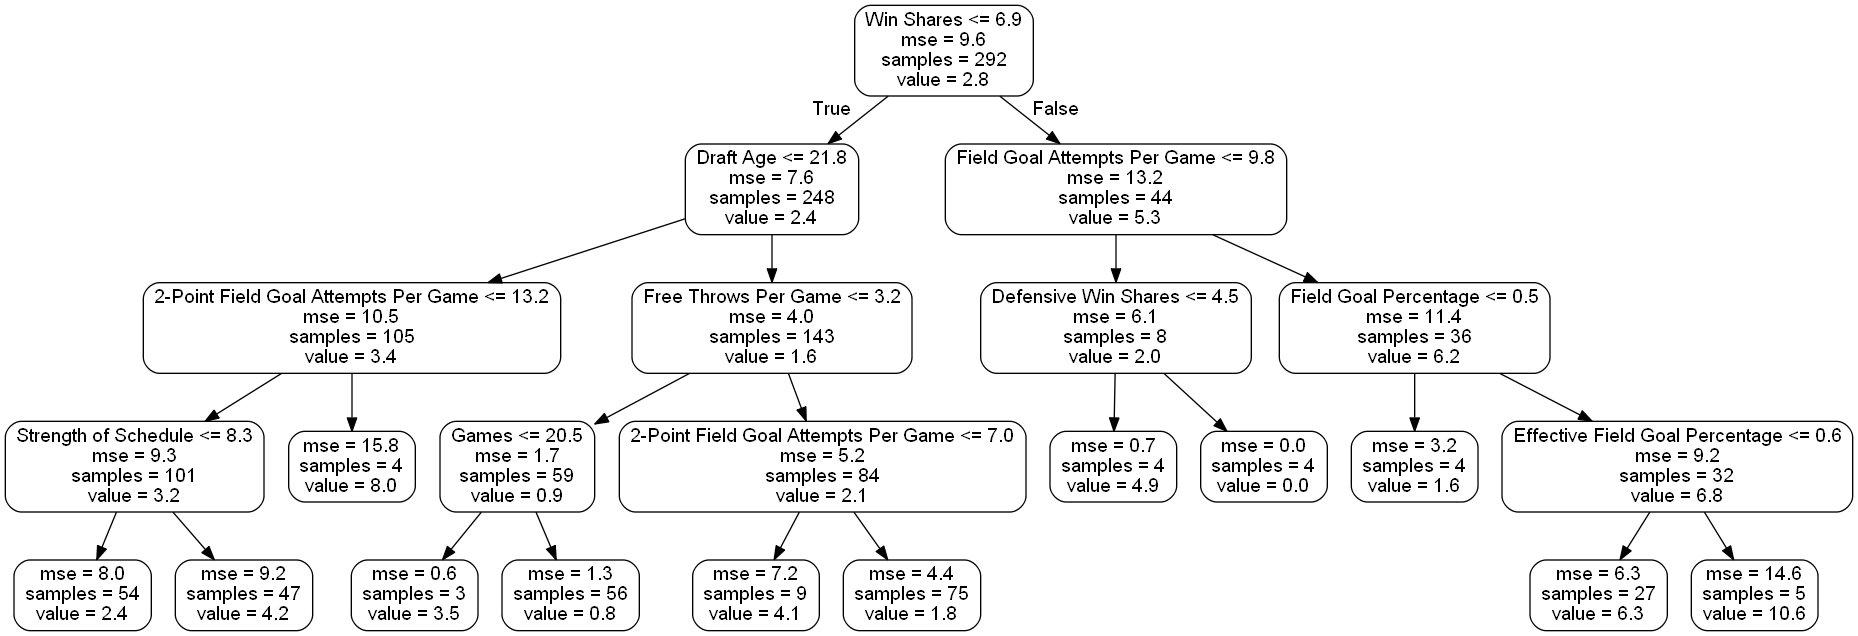 Win Shares <= 6.9
mse = 9.6
samples = 292
value = 2.8
True
False
Draft Age <= 21.8
mse = 7.6
samples = 248
value = 2.4
Field Goal Attempts Per Game <= 9.8
mse = 13.2
samples = 44
value = 5.3
2-Point Field Goal Attempts Per Game <= 13.2
mse = 10.5
samples = 105
value = 3.4
Free Throws Per Game <= 3.2
mse = 4.0
samples = 143
value = 1.6
Defensive Win Shares <= 4.5
mse = 6.1
samples = 8
value = 2.0
Field Goal Percentage <= 0.5
mse = 11.4
samples = 36
value = 6.2
Strength of Schedule <= 8.3
mse = 9.3
samples = 101
value = 3.2
mse = 15.8
samples = 4
value = 8.0
Games <= 20.5
mse = 1.7
samples = 59
value = 0.9
2-Point Field Goal Attempts Per Game <= 7.0
mse = 5.2
samples = 84
value = 2.1
mse = 0.7
samples = 4
value = 4.9
mse = 0.0
samples = 4
value = 0.0
mse = 3.2
samples = 4
value = 1.6
Effective Field Goal Percentage <= 0.6
mse = 9.2
samples = 32
value = 6.8
mse = 8.0
samples = 54
value = 2.4
mse = 9.2
samples = 47
value = 4.2
mse = 0.6
samples = 3
value = 3.5
mse = 1.3
samples = 56
value = 0.8
mse = 7.2
samples = 9
value = 4.1
mse = 4.4
samples = 75
value = 1.8
mse = 6.3
samples = 27
value = 6.3
mse = 14.6
samples = 5
value = 10.6